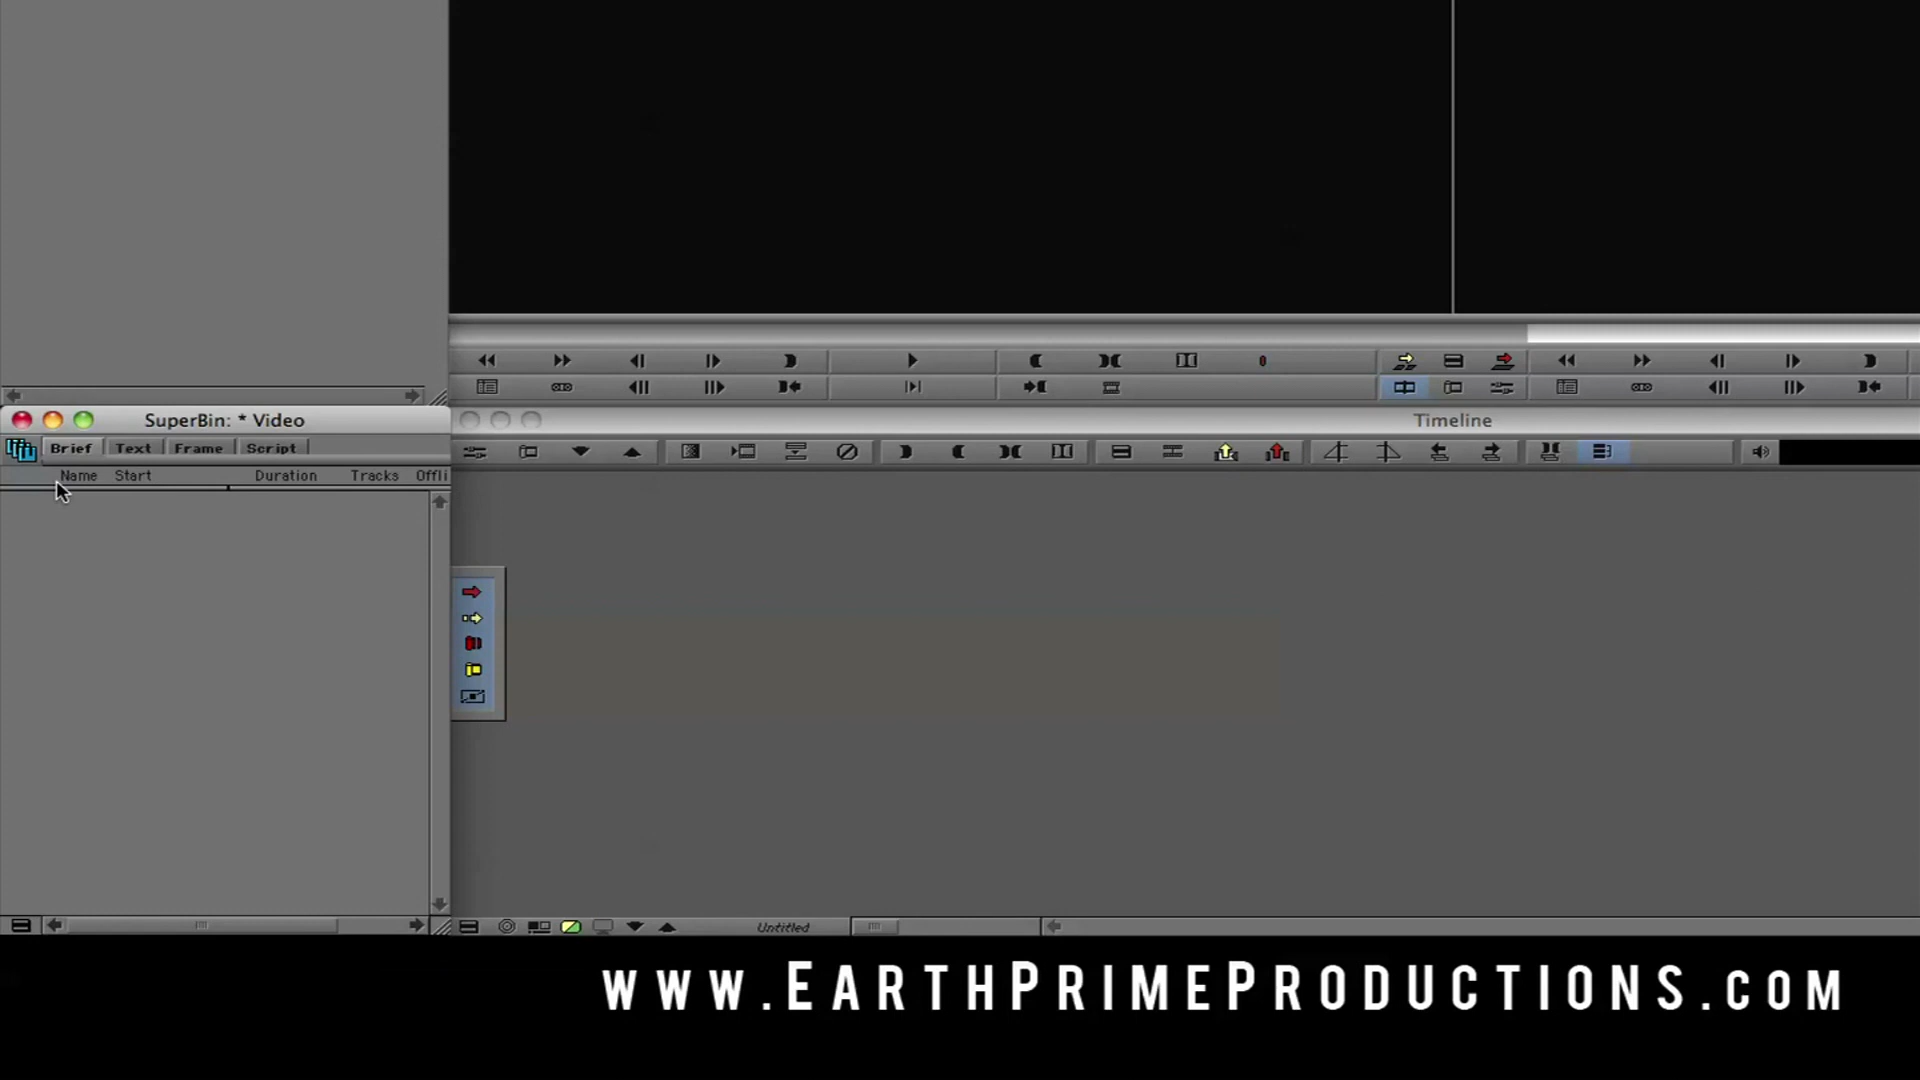 SuperBin: * Video
Timeline
Brief Text Frame Script
Name Start Duration Tracks Offli
Untitled
www.EarthPrimeProductions.com